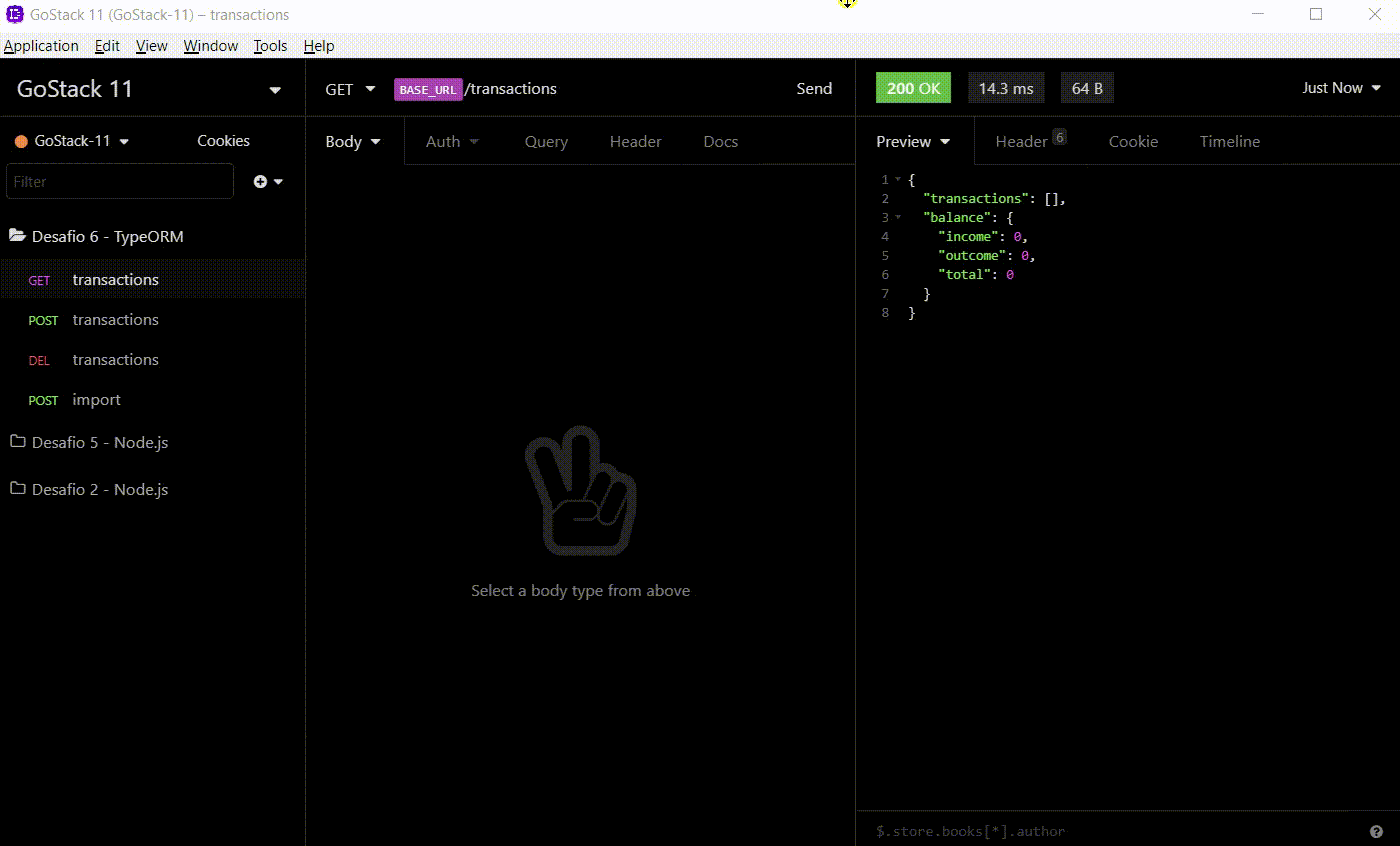 GoStack 11 (GoStack-11) – transactions
Application Edit View Window Tools Help
GoStack 11
GET BASE_URL/transactions Send
200 OK 14.3 ms 64 B Just Now
GoStack-11 Cookies
Body Auth Query Header Docs
Preview Header 6 Cookie Timeline
Filter
Desafio 6 - TypeORM
GET transactions
POST transactions
DEL transactions
POST import
Desafio 5 - Node.js
Desafio 2 - Node.js
Select a body type from above
1 {
2 "transactions": [],
3 "balance": {
4 "income": 0,
5 "outcome": 0,
6 "total": 0
7 }
8 }
$.store.books[*].author